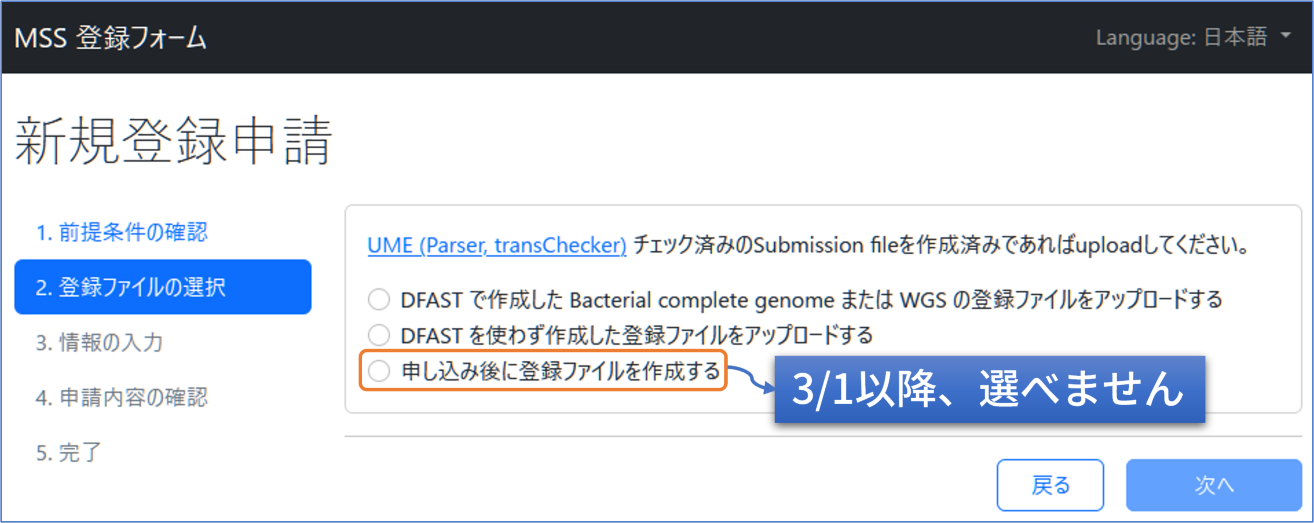 MSS 登録フォーム
Language: 日本語
新規登録申請
1. 前提条件の確認
2. 登録ファイルの選択
3. 情報の入力
4. 申請内容の確認
5. 完了
UME (Parser, transChecker) チェック済みのSubmission fileを作成済みであればuploadしてください。
DFAST で作成した Bacterial complete genome または WGS の登録ファイルをアップロードする
DFAST を使わず作成した登録ファイルをアップロードする
申し込み後に登録ファイルを作成する
3/1以降、選べません
戻る
次へ